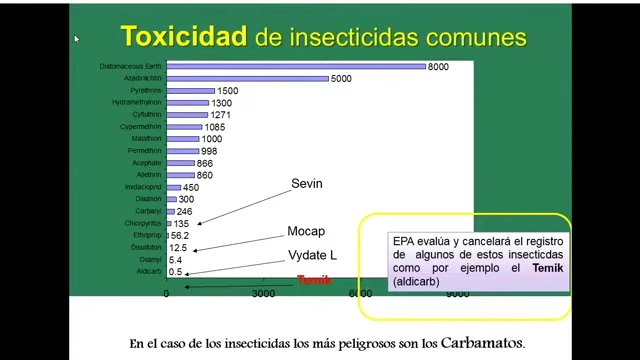 Toxicidad de insecticidas comunes
Diatomaceous Earth 8000
Azadirachtin 5000
Pyrethrins 1500
Hydramethylnon 1300
Cyfluthrin 1271
Cypermethrin 1085
Malathion 1000
Permethrin 998
Acephate 866
Allethrin 860
Imidacloprid 450
Diazinon 300
Carbaryl 246
Chlorpyrifos 135
Ethoprop 56.2
Disulfoton 12.5
Oxamyl 5.4
Aldicarb 0.5
Sevin
Mocap
Vydate L
Temik
0 3000 6000 9000
EPA evalúa y cancelará el registro
de algunos de estos insecticdas
como por ejemplo el Temik
(aldicarb)
En el caso de los insecticidas los más peligrosos son los Carbamatos.